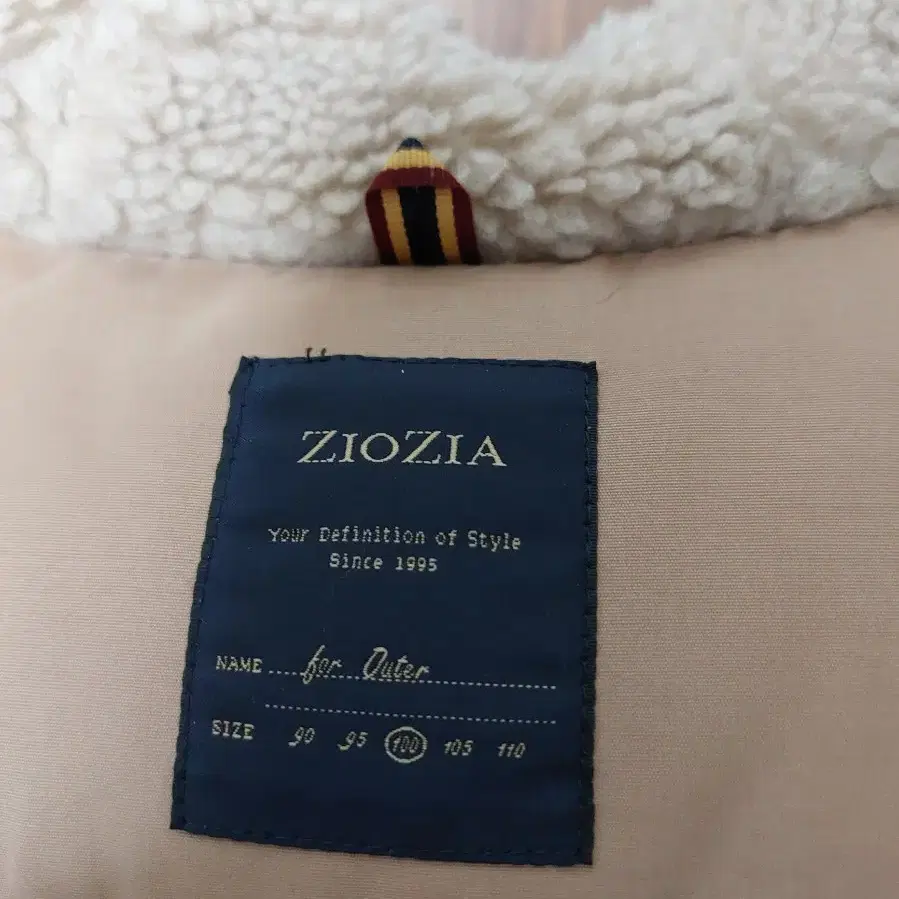 ZIOZIA
Your Definition of Style
Since 1995
NAME for Outer
SIZE 90 95 100 105 110